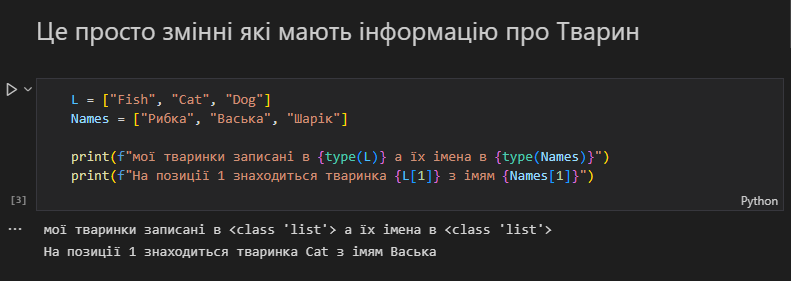 Це просто змінні які мають інформацію про Тварин
L = ["Fish", "Cat", "Dog"]
Names = ["Рибка", "Васька", "Шарік"]
print(f"мої тваринки записані в {type(L)} а їх імена в {type(Names)}")
print(f"На позиції 1 знаходиться тваринка {L[1]} з імям {Names[1]}")
[3]
Python
мої тваринки записані в <class 'list'> а їх імена в <class 'list'>
На позиції 1 знаходиться тваринка Cat з імям Васька